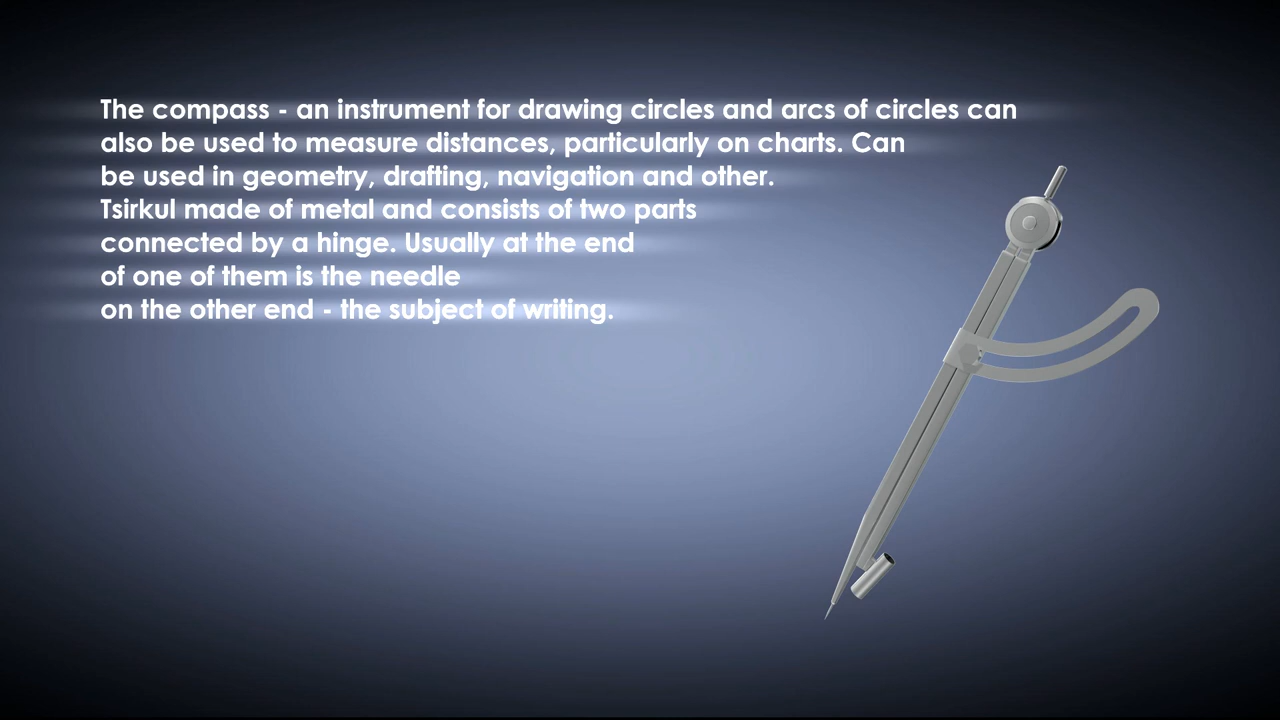 The compass - an instrument for drawing circles and arcs of circles can
also be used to measure distances, particularly on charts. Can
be used in geometry, drafting, navigation and other.
Tsirkul made of metal and consists of two parts
connected by a hinge. Usually at the end
of one of them is the needle
on the other end - the subject of writing.